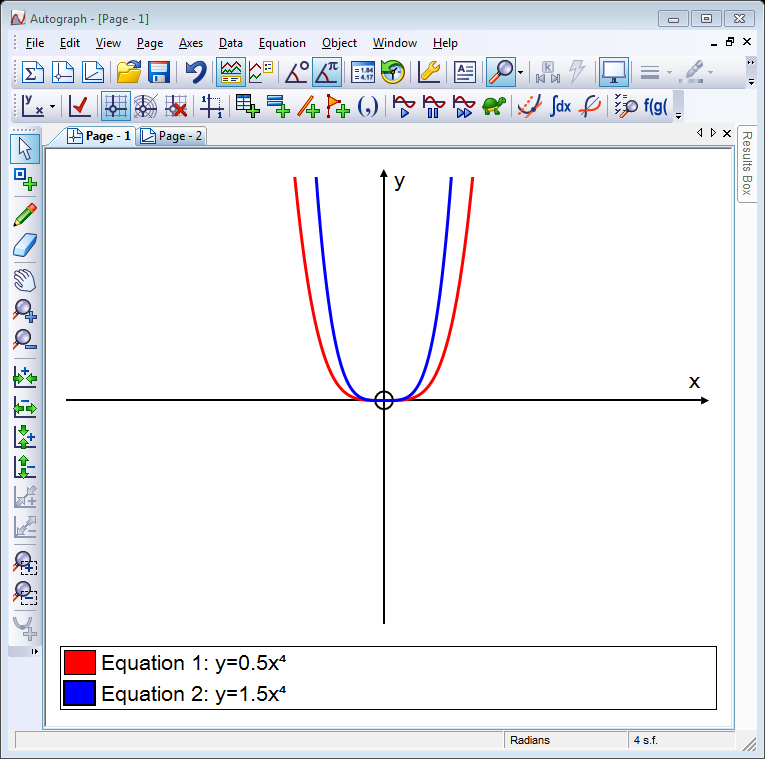 Autograph - [Page - 1]
File Edit View Page Axes Data Equation Object Window Help
Page - 1 Page - 2
Results Box
y
x
Equation 1: y=0.5x⁴
Equation 2: y=1.5x⁴
Radians 4 s.f.